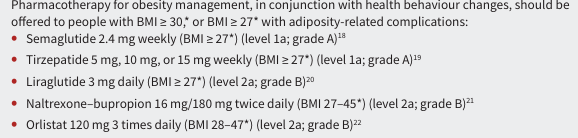 Pharmacotherapy for obesity management, in conjunction with health behaviour changes, should be
offered to people with BMI ≥ 30,* or BMI ≥ 27* with adiposity-related complications:
• Semaglutide 2.4 mg weekly (BMI ≥ 27*) (level 1a; grade A)¹⁸
• Tirzepatide 5 mg, 10 mg, or 15 mg weekly (BMI ≥ 27*) (level 1a; grade A)¹⁹
• Liraglutide 3 mg daily (BMI ≥ 27*) (level 2a; grade B)²⁰
• Naltrexone–bupropion 16 mg/180 mg twice daily (BMI 27–45*) (level 2a; grade B)²¹
• Orlistat 120 mg 3 times daily (BMI 28–47*) (level 2a; grade B)²²